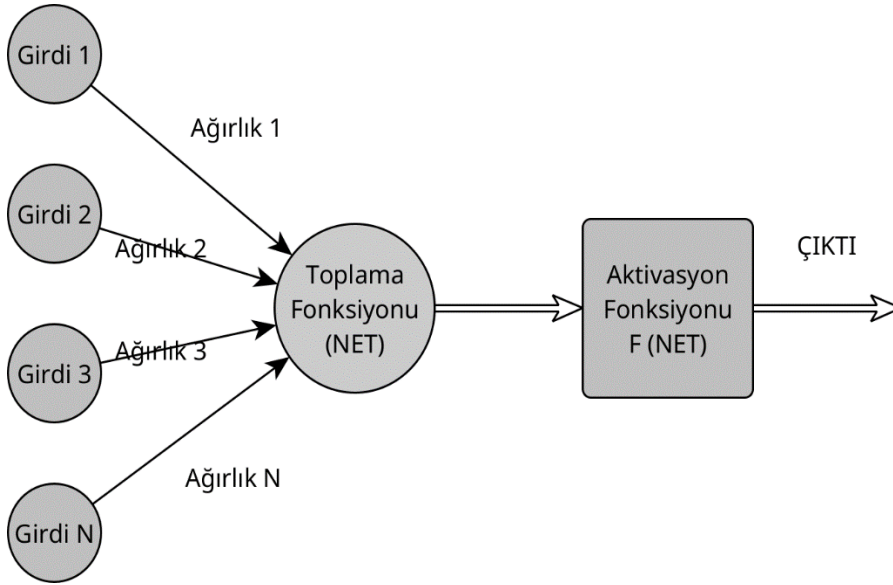 Girdi 1
Ağırlık 1
Girdi 2
Ağırlık 2
Toplama
Fonksiyonu
(NET)
Aktivasyon
Fonksiyonu
F (NET)
ÇIKTI
Girdi 3
Ağırlık 3
Ağırlık N
Girdi N